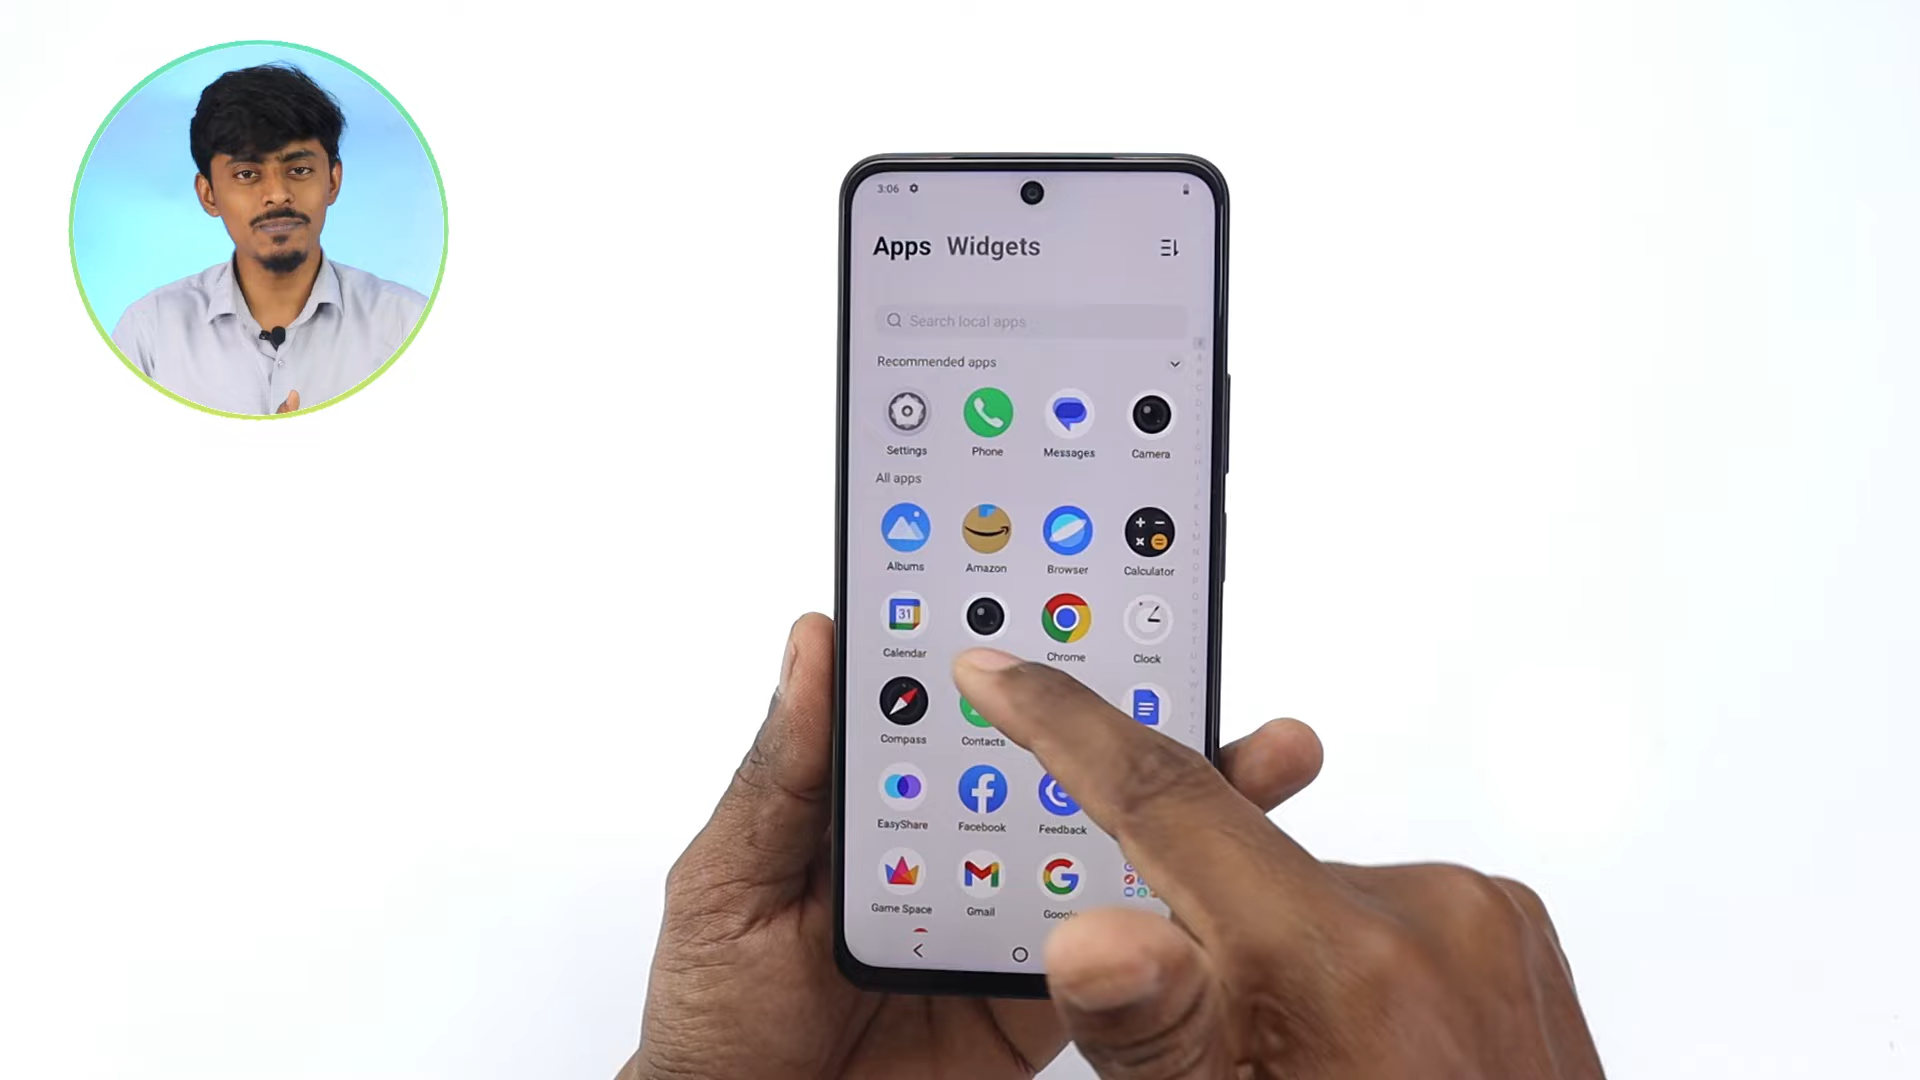 3:06
Apps Widgets
Search local apps
Recommended apps
Settings Phone Messages Camera
All apps
Albums Amazon Browser Calculator
31
Calendar Chrome Clock
Compass Contacts
EasyShare Facebook Feedback
Game Space Gmail Google